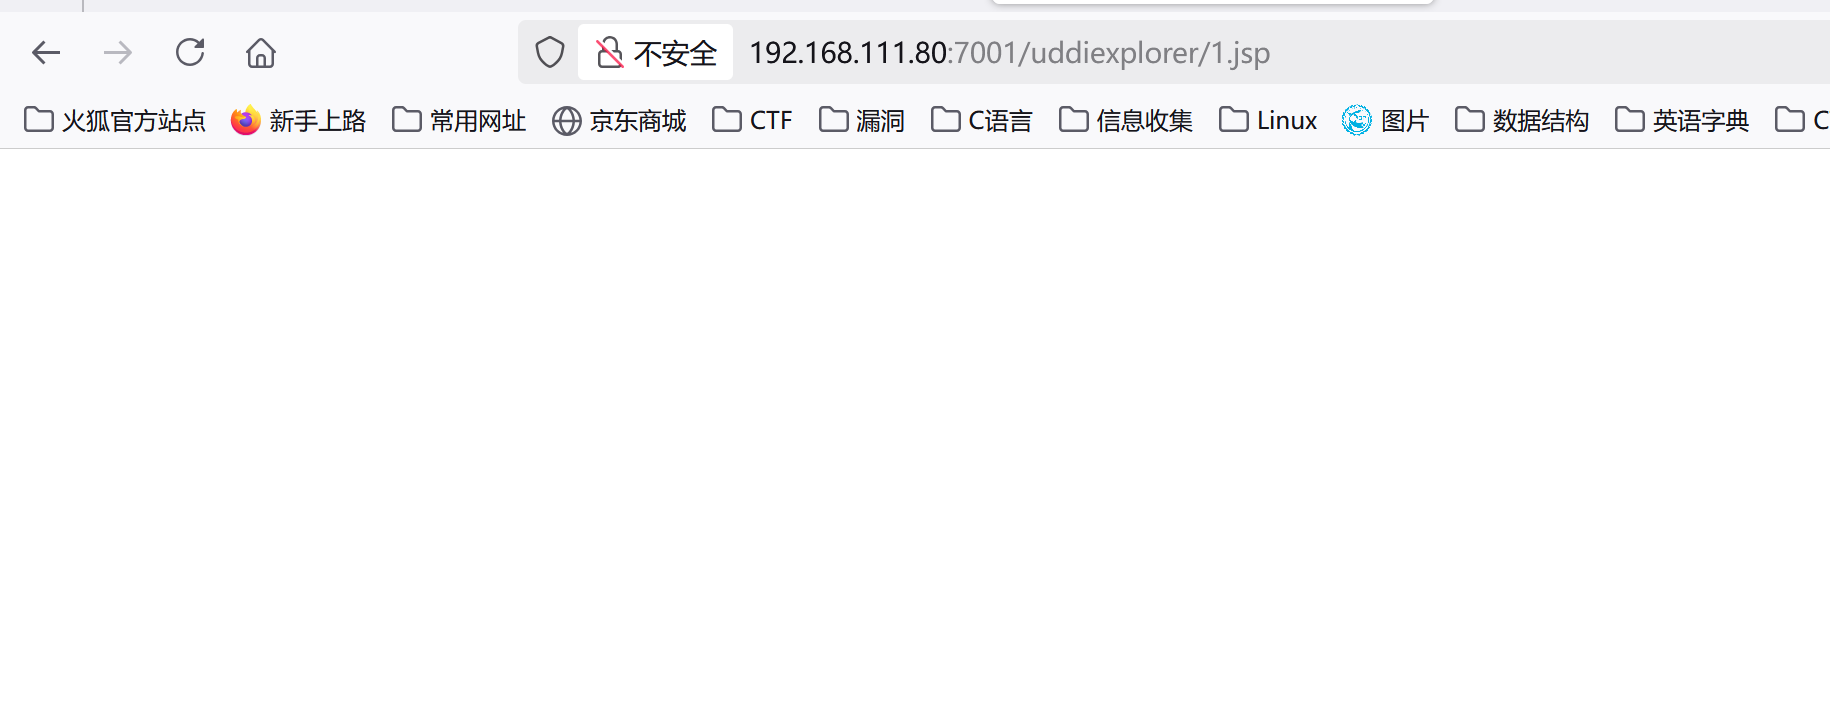 不安全 192.168.111.80:7001/uddiexplorer/1.jsp
火狐官方站点 新手上路 常用网址 京东商城 CTF 漏洞 C语言 信息收集 Linux 图片 数据结构 英语字典 C